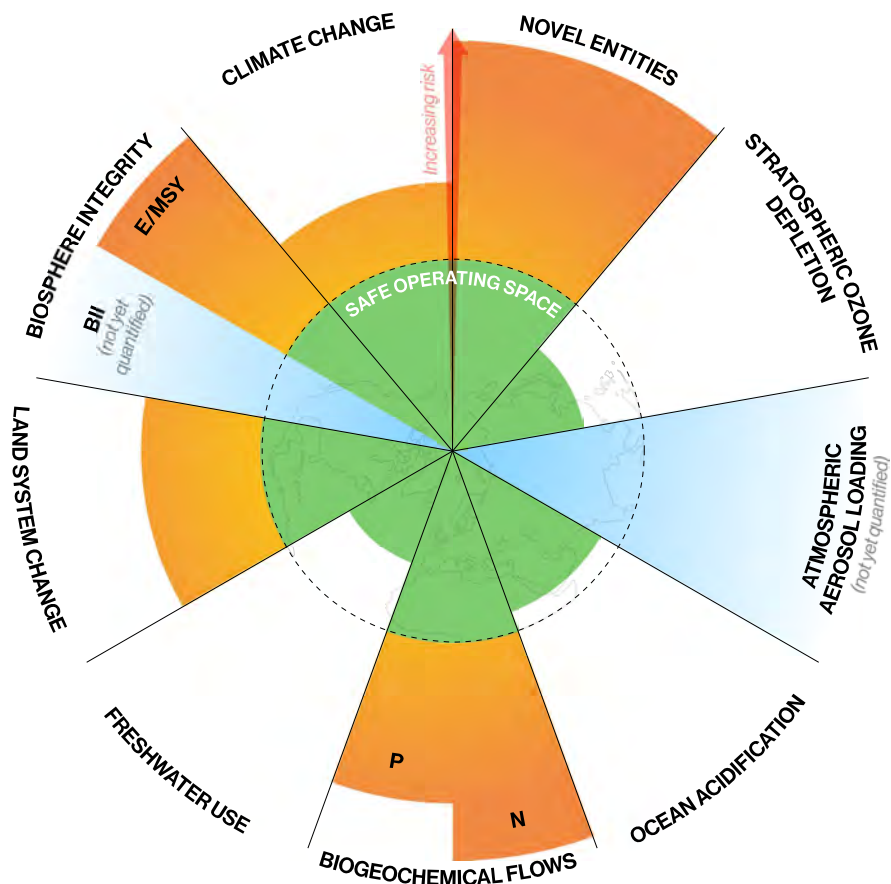 CLIMATE CHANGE
NOVEL ENTITIES
Increasing risk
STRATOSPHERIC OZONE
DEPLETION
BIOSPHERE INTEGRITY
E/MSY
BII
(not yet
quantified)
SAFE OPERATING SPACE
ATMOSPHERIC
AEROSOL LOADING
(not yet quantified)
LAND SYSTEM CHANGE
FRESHWATER USE
P
N
BIOGEOCHEMICAL FLOWS
OCEAN ACIDIFICATION